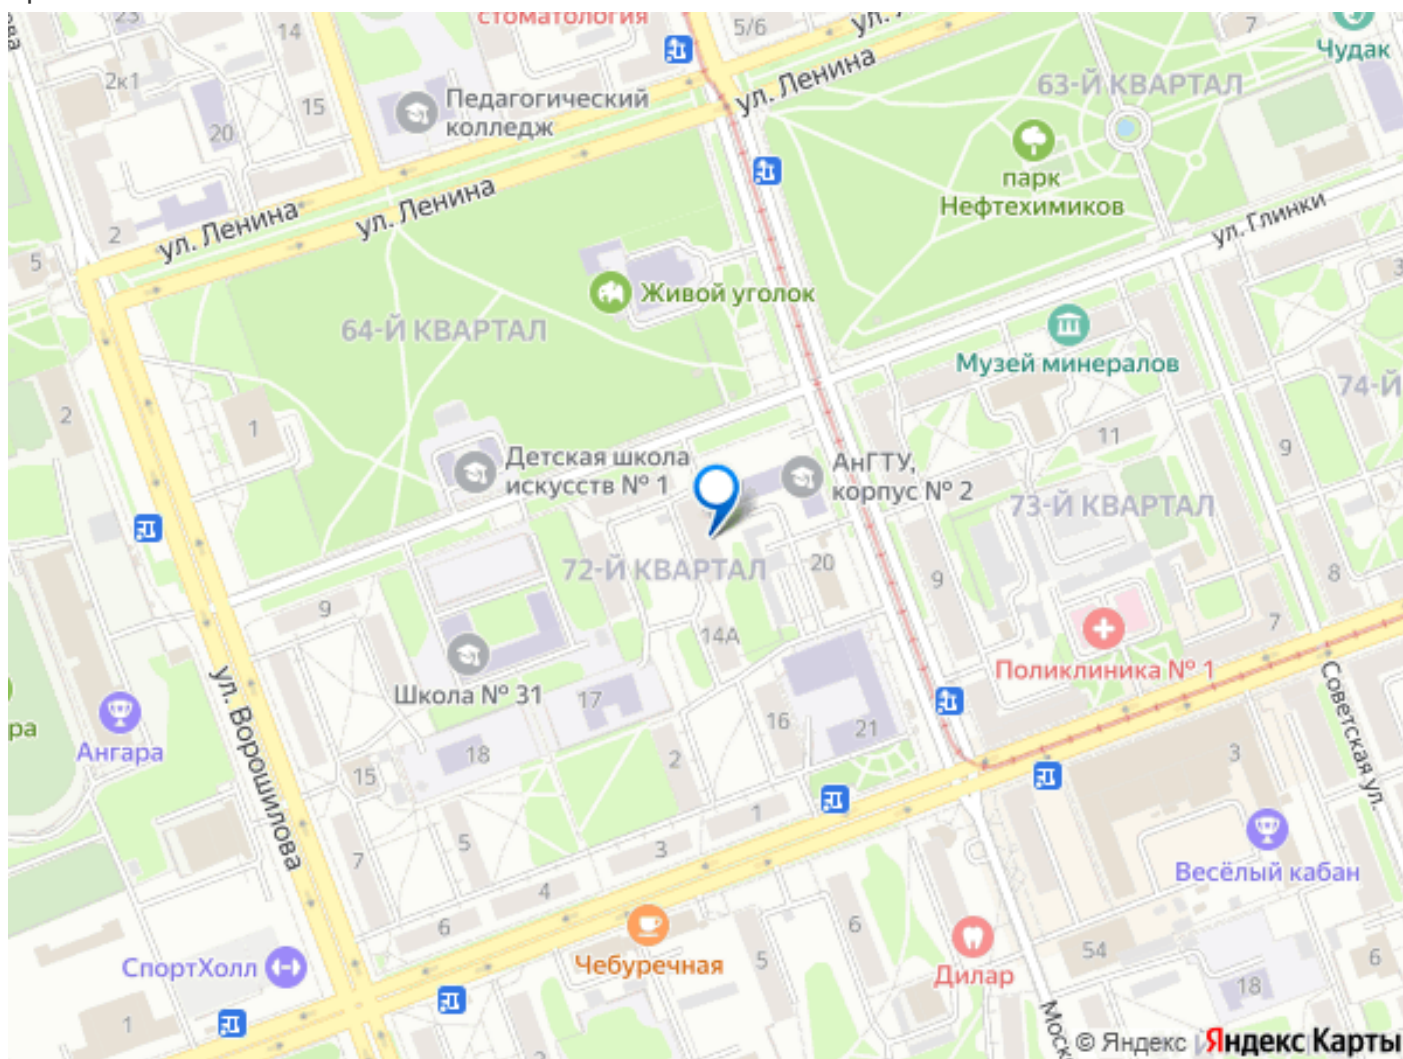 стоматология
5/6
7
Чудак
14
23
2к1
15
20
Педагогический
колледж
ул. Ленина
63-Й КВАРТАЛ
парк
Нефтехимиков
ул. Ленина
ул. Ленина
ул. Глинки
2
5
Живой уголок
64-Й КВАРТАЛ
Музей минералов
3
74-Й
2
1
11
9
Детская школа
искусств № 1
АнГТУ,
корпус № 2
73-Й КВАРТАЛ
72-Й КВАРТАЛ
20
9
8
9
14А
7
Поликлиника № 1
Школа № 31
17
16
21
ул. Ворошилова
Советская ул.
ра
Ангара
18
15
2
3
1
5
7
3
4
6
Весёлый кабан
СпортХолл
Чебуречная
5
6
Дилар
54
18
6
1
Моск
© Яндекс Яндекс Карты